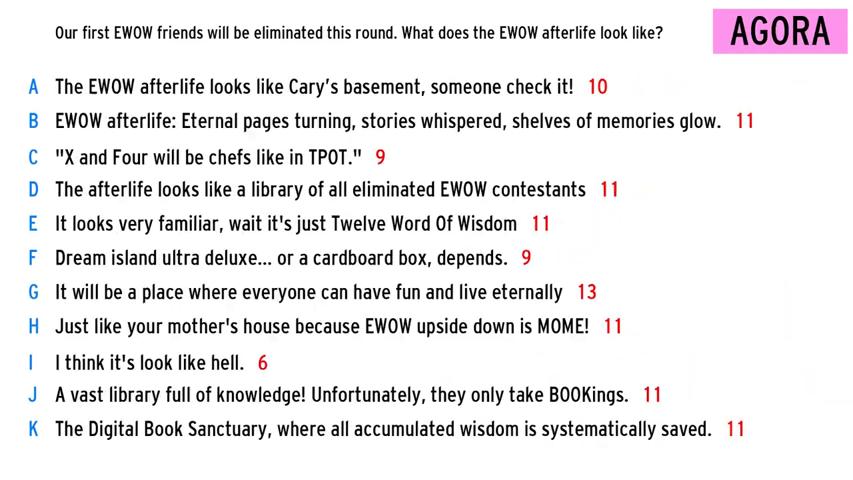 Our first EWOW friends will be eliminated this round. What does the EWOW afterlife look like?
AGORA
A The EWOW afterlife looks like Cary's basement, someone check it! 10
B EWOW afterlife: Eternal pages turning, stories whispered, shelves of memories glow. 11
C "X and Four will be chefs like in TPOT." 9
D The afterlife looks like a library of all eliminated EWOW contestants 11
E It looks very familiar, wait it's just Twelve Word Of Wisdom 11
F Dream island ultra deluxe... or a cardboard box, depends. 9
G It will be a place where everyone can have fun and live eternally 13
H Just like your mother's house because EWOW upside down is MOME! 11
I I think it's look like hell. 6
J A vast library full of knowledge! Unfortunately, they only take BOOKings. 11
K The Digital Book Sanctuary, where all accumulated wisdom is systematically saved. 11